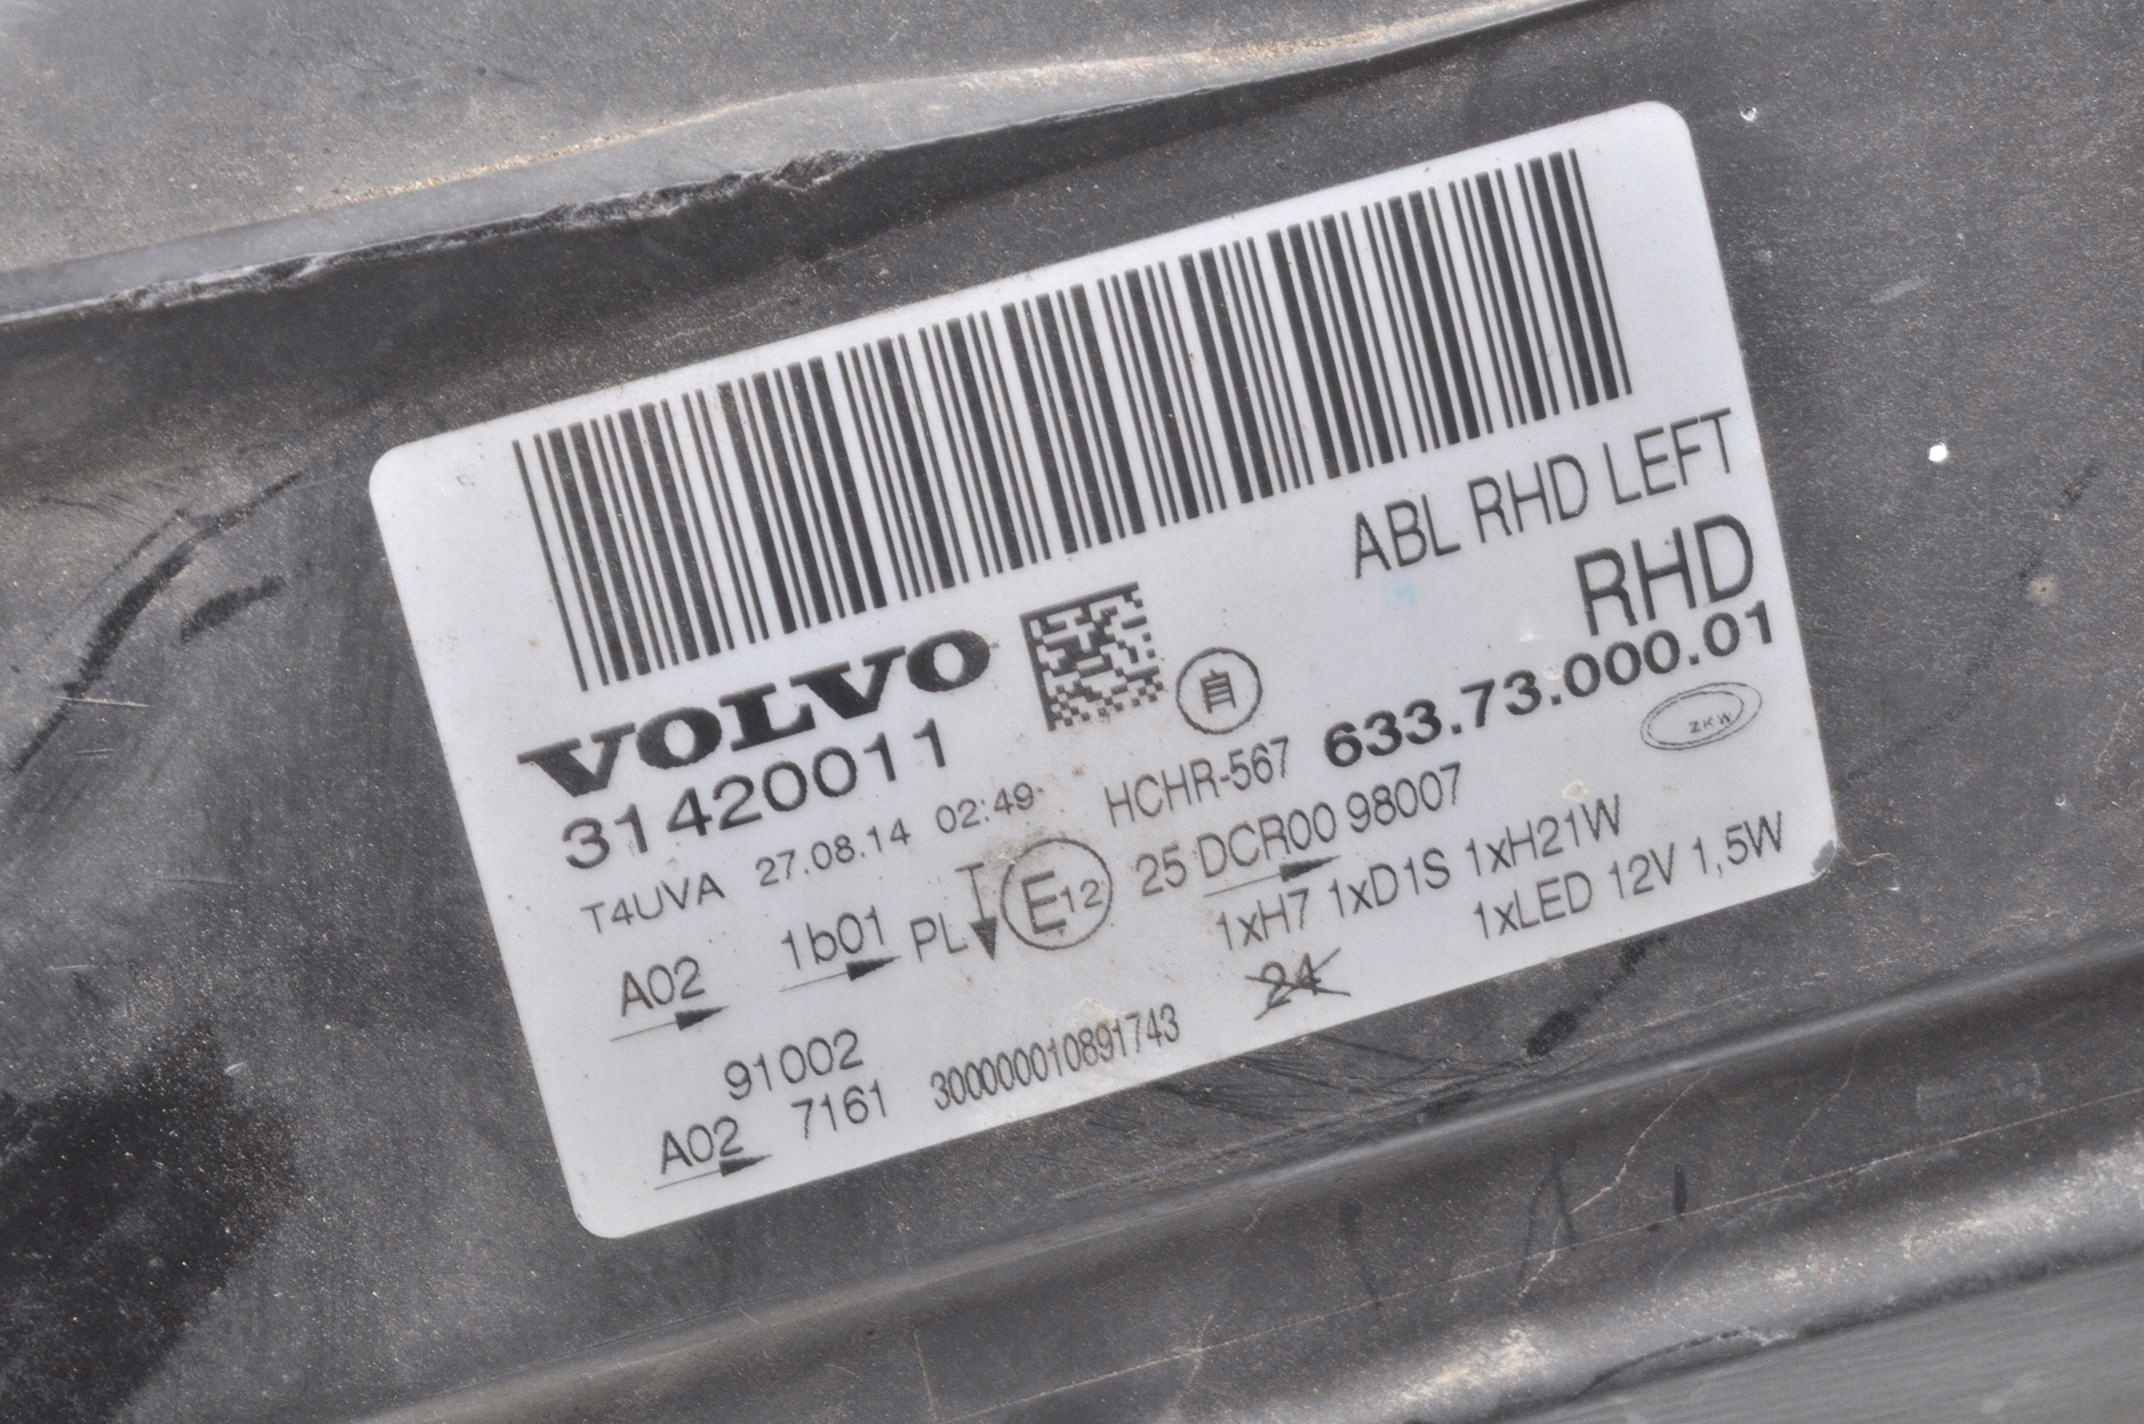 ABL RHD LEFT
RHD
VOLVO
自
633.73.000.01
31420011
ZKW
HCHR-567
T4UVA 27.08.14 02:49
25 DCR00 98007
A02 1b01 PL E12
1xH7 1xD1S 1xH21W
1xLED 12V 1,5W
24
91002
A02 7161 300000010891743